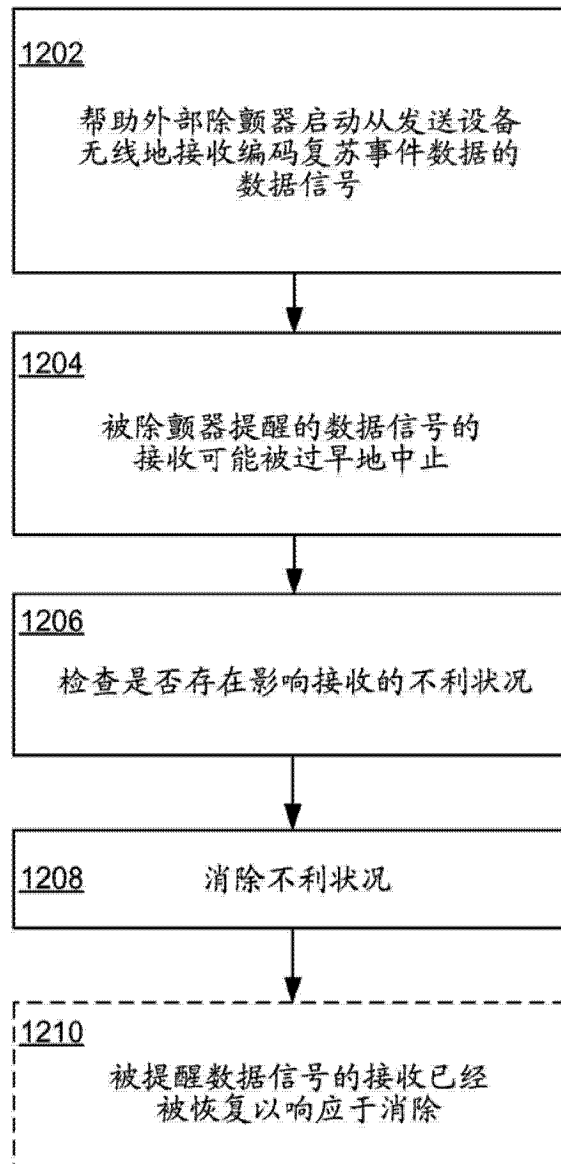 1202
帮助外部除颤器启动从发送设备
无线地接收编码复苏事件数据的
数据信号
1204
被除颤器提醒的数据信号的
接收可能被过早地中止
1206
检查是否存在影响接收的不利状况
1208 消除不利状况
1210
被提醒数据信号的接收已经
被恢复以响应于消除